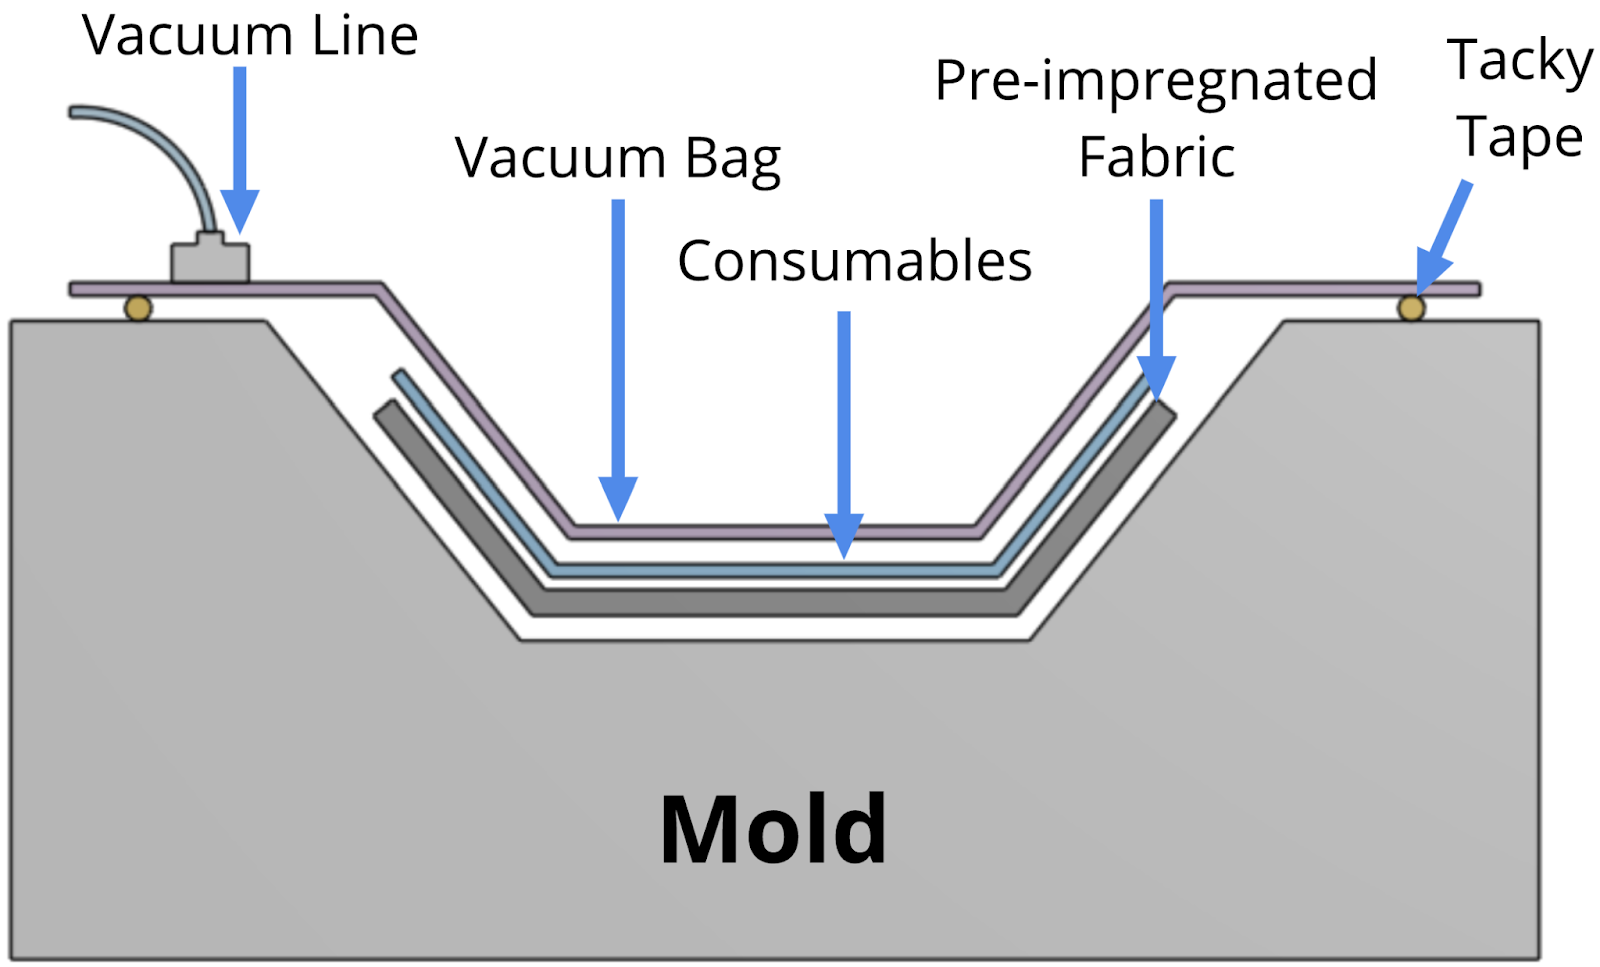 Vacuum Line
Vacuum Bag
Consumables
Pre-impregnated
Fabric
Tacky
Tape
Mold